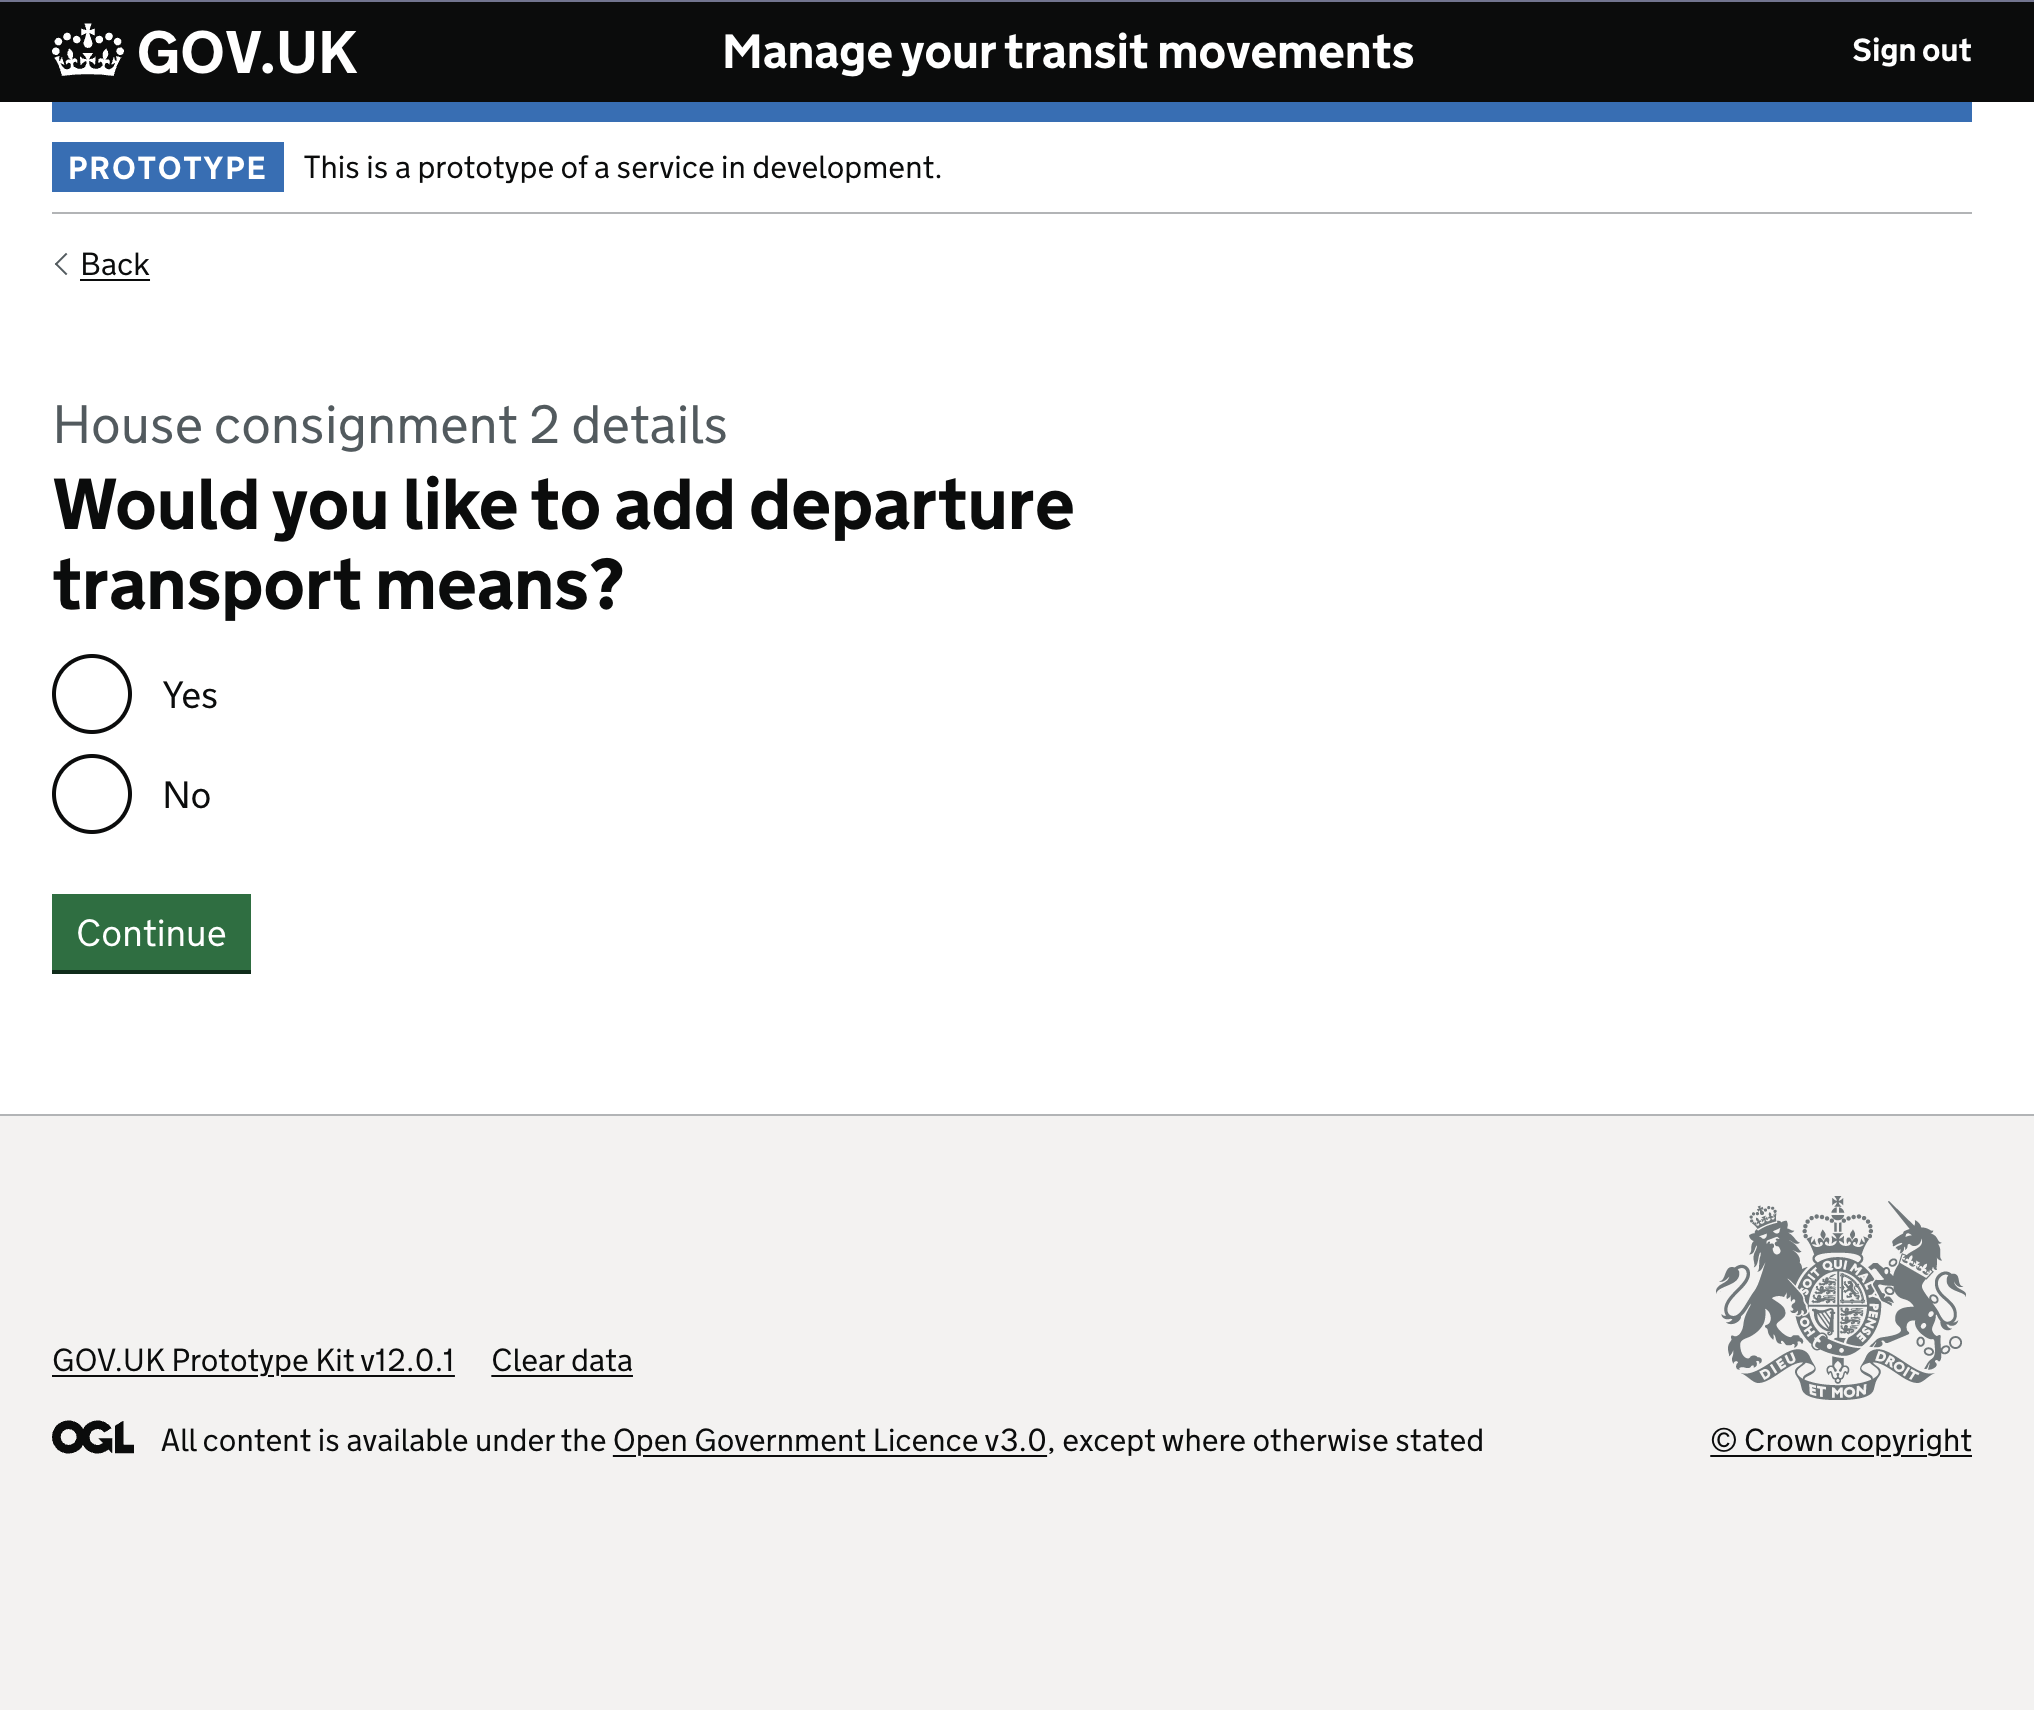 GOV.UK Manage your transit movements Sign out
PROTOTYPE This is a prototype of a service in development.
Back
House consignment 2 details
Would you like to add departure
transport means?
Yes
No
Continue
GOV.UK Prototype Kit v12.0.1 Clear data
OGL All content is available under the Open Government Licence v3.0, except where otherwise stated
SOIT QUI MAL Y PENSE
HON
DIEU ET MON DROIT
© Crown copyright